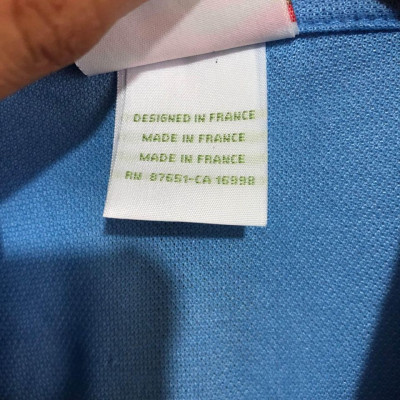 DESIGNED IN FRANCE
MADE IN FRANCE
MADE IN FRANCE
RN 87651-CA 16998